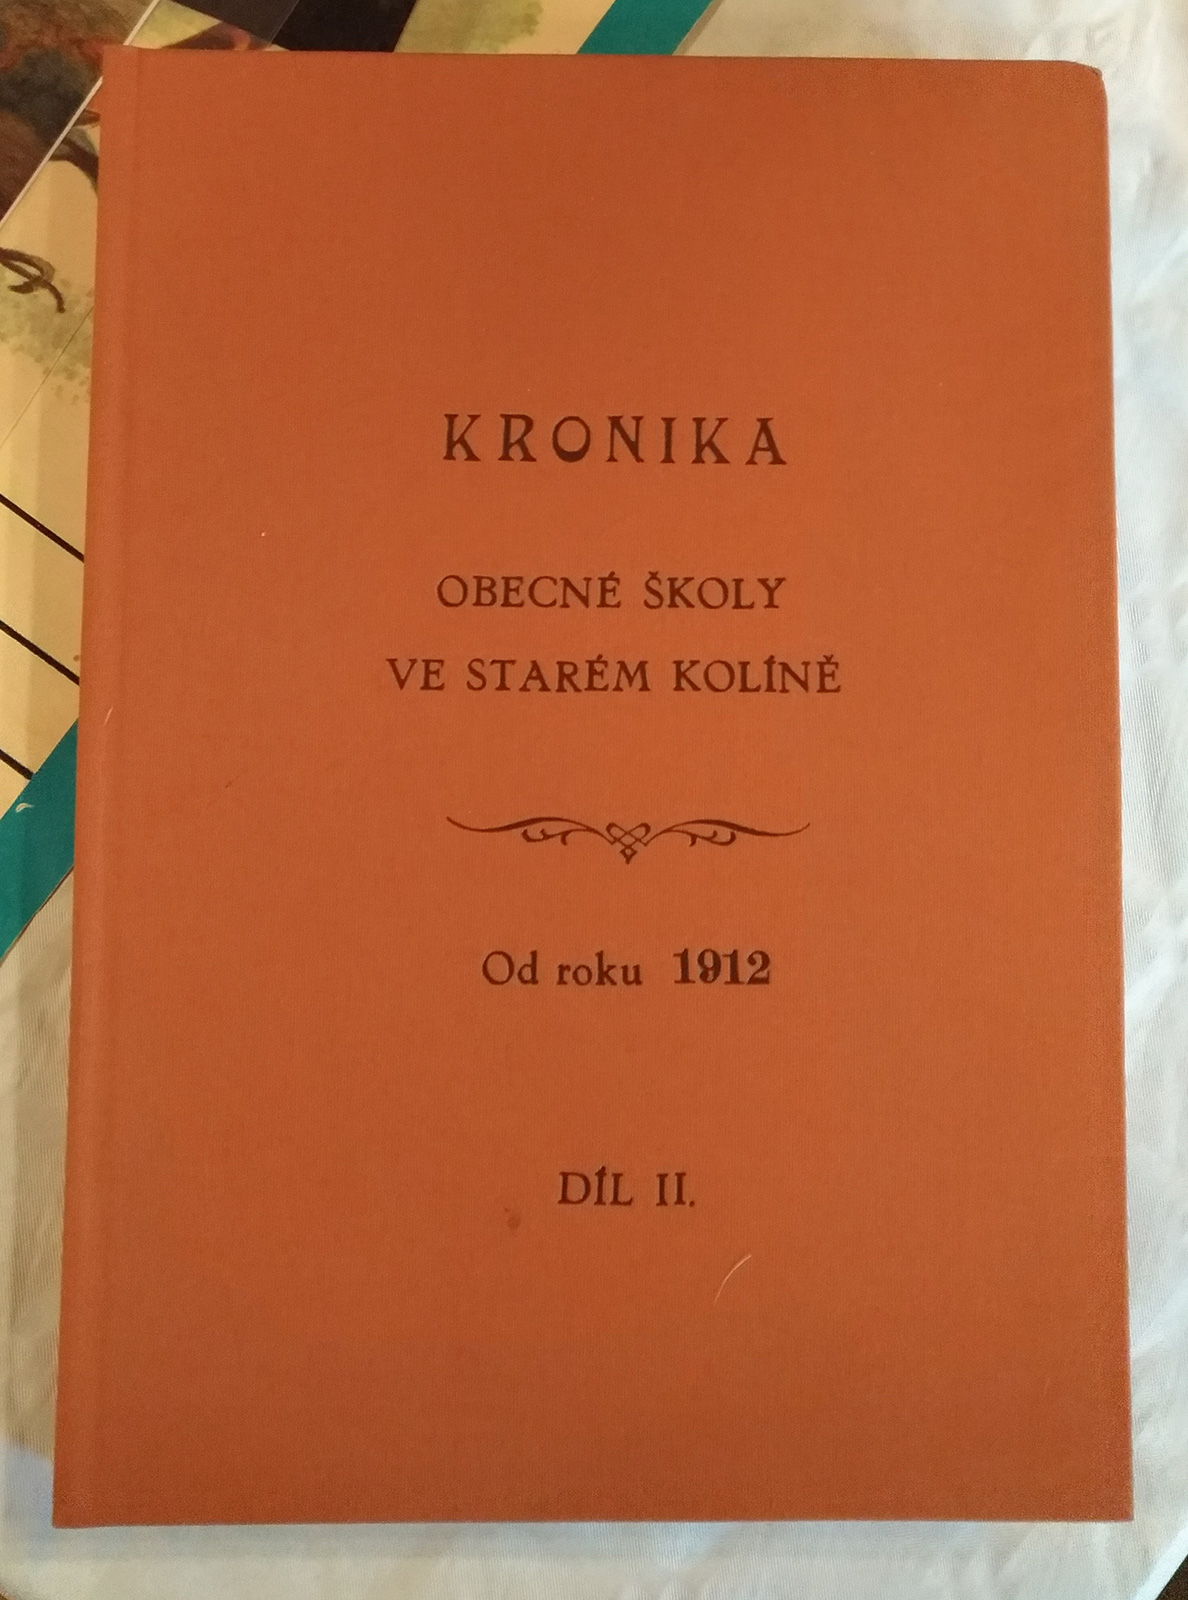 KRONIKA
OBECNÉ ŠKOLY
VE STARÉM KOLÍNĚ
Od roku 1912
DÍL II.